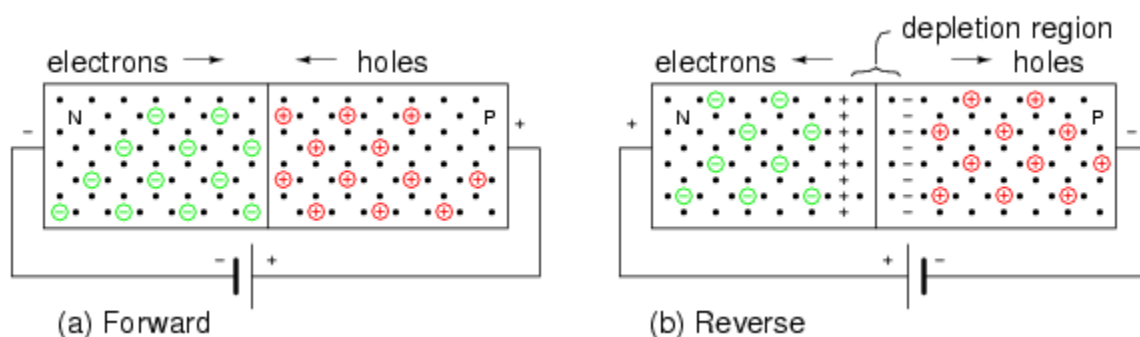 depletion region
electrons holes electrons holes
N P N P
- + + -
- + + -
(a) Forward (b) Reverse